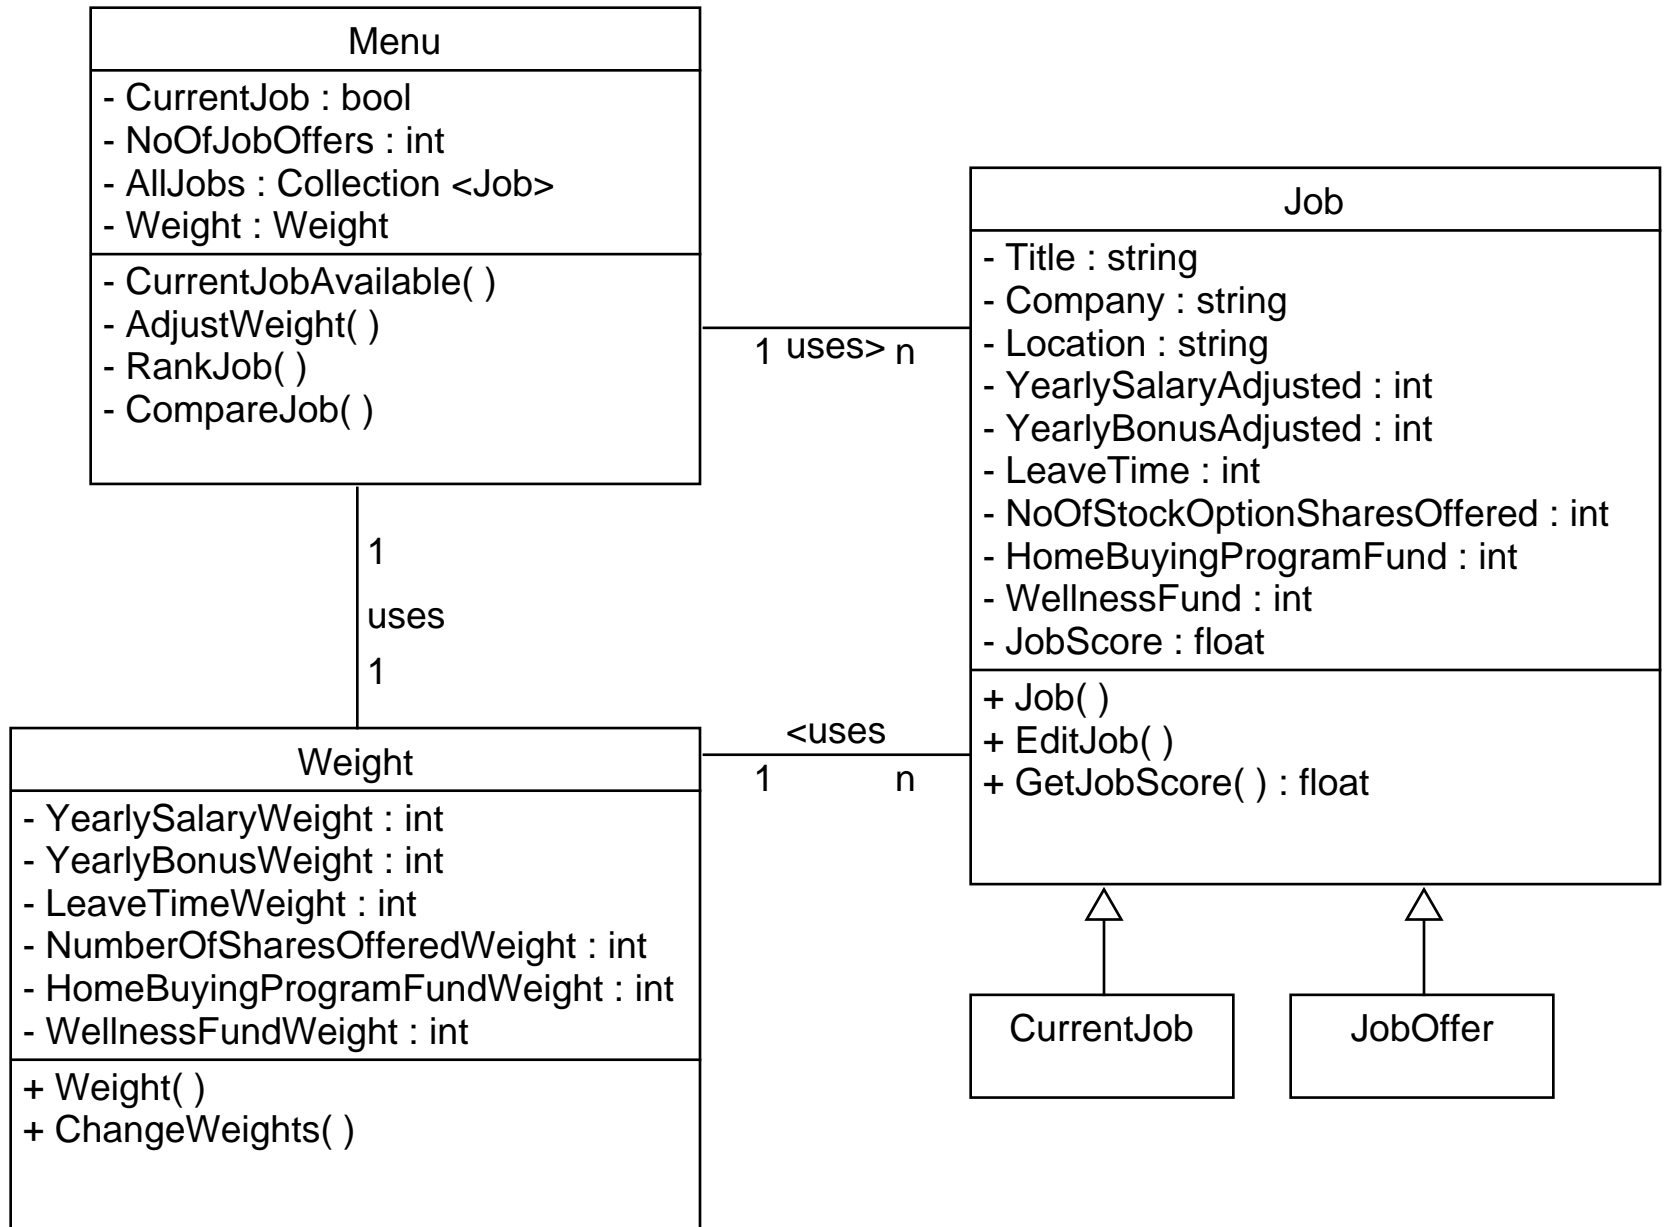 Menu
- CurrentJob : bool
- NoOfJobOffers : int
- AllJobs : Collection <Job>
- Weight : Weight
- CurrentJobAvailable( )
- AdjustWeight( )
- RankJob( )
- CompareJob( )
1 uses> n
Job
- Title : string
- Company : string
- Location : string
- YearlySalaryAdjusted : int
- YearlyBonusAdjusted : int
- LeaveTime : int
- NoOfStockOptionSharesOffered : int
- HomeBuyingProgramFund : int
- WellnessFund : int
- JobScore : float
+ Job( )
+ EditJob( )
+ GetJobScore( ) : float
1
uses
1
<uses
1 n
Weight
- YearlySalaryWeight : int
- YearlyBonusWeight : int
- LeaveTimeWeight : int
- NumberOfSharesOfferedWeight : int
- HomeBuyingProgramFundWeight : int
- WellnessFundWeight : int
+ Weight( )
+ ChangeWeights( )
CurrentJob
JobOffer